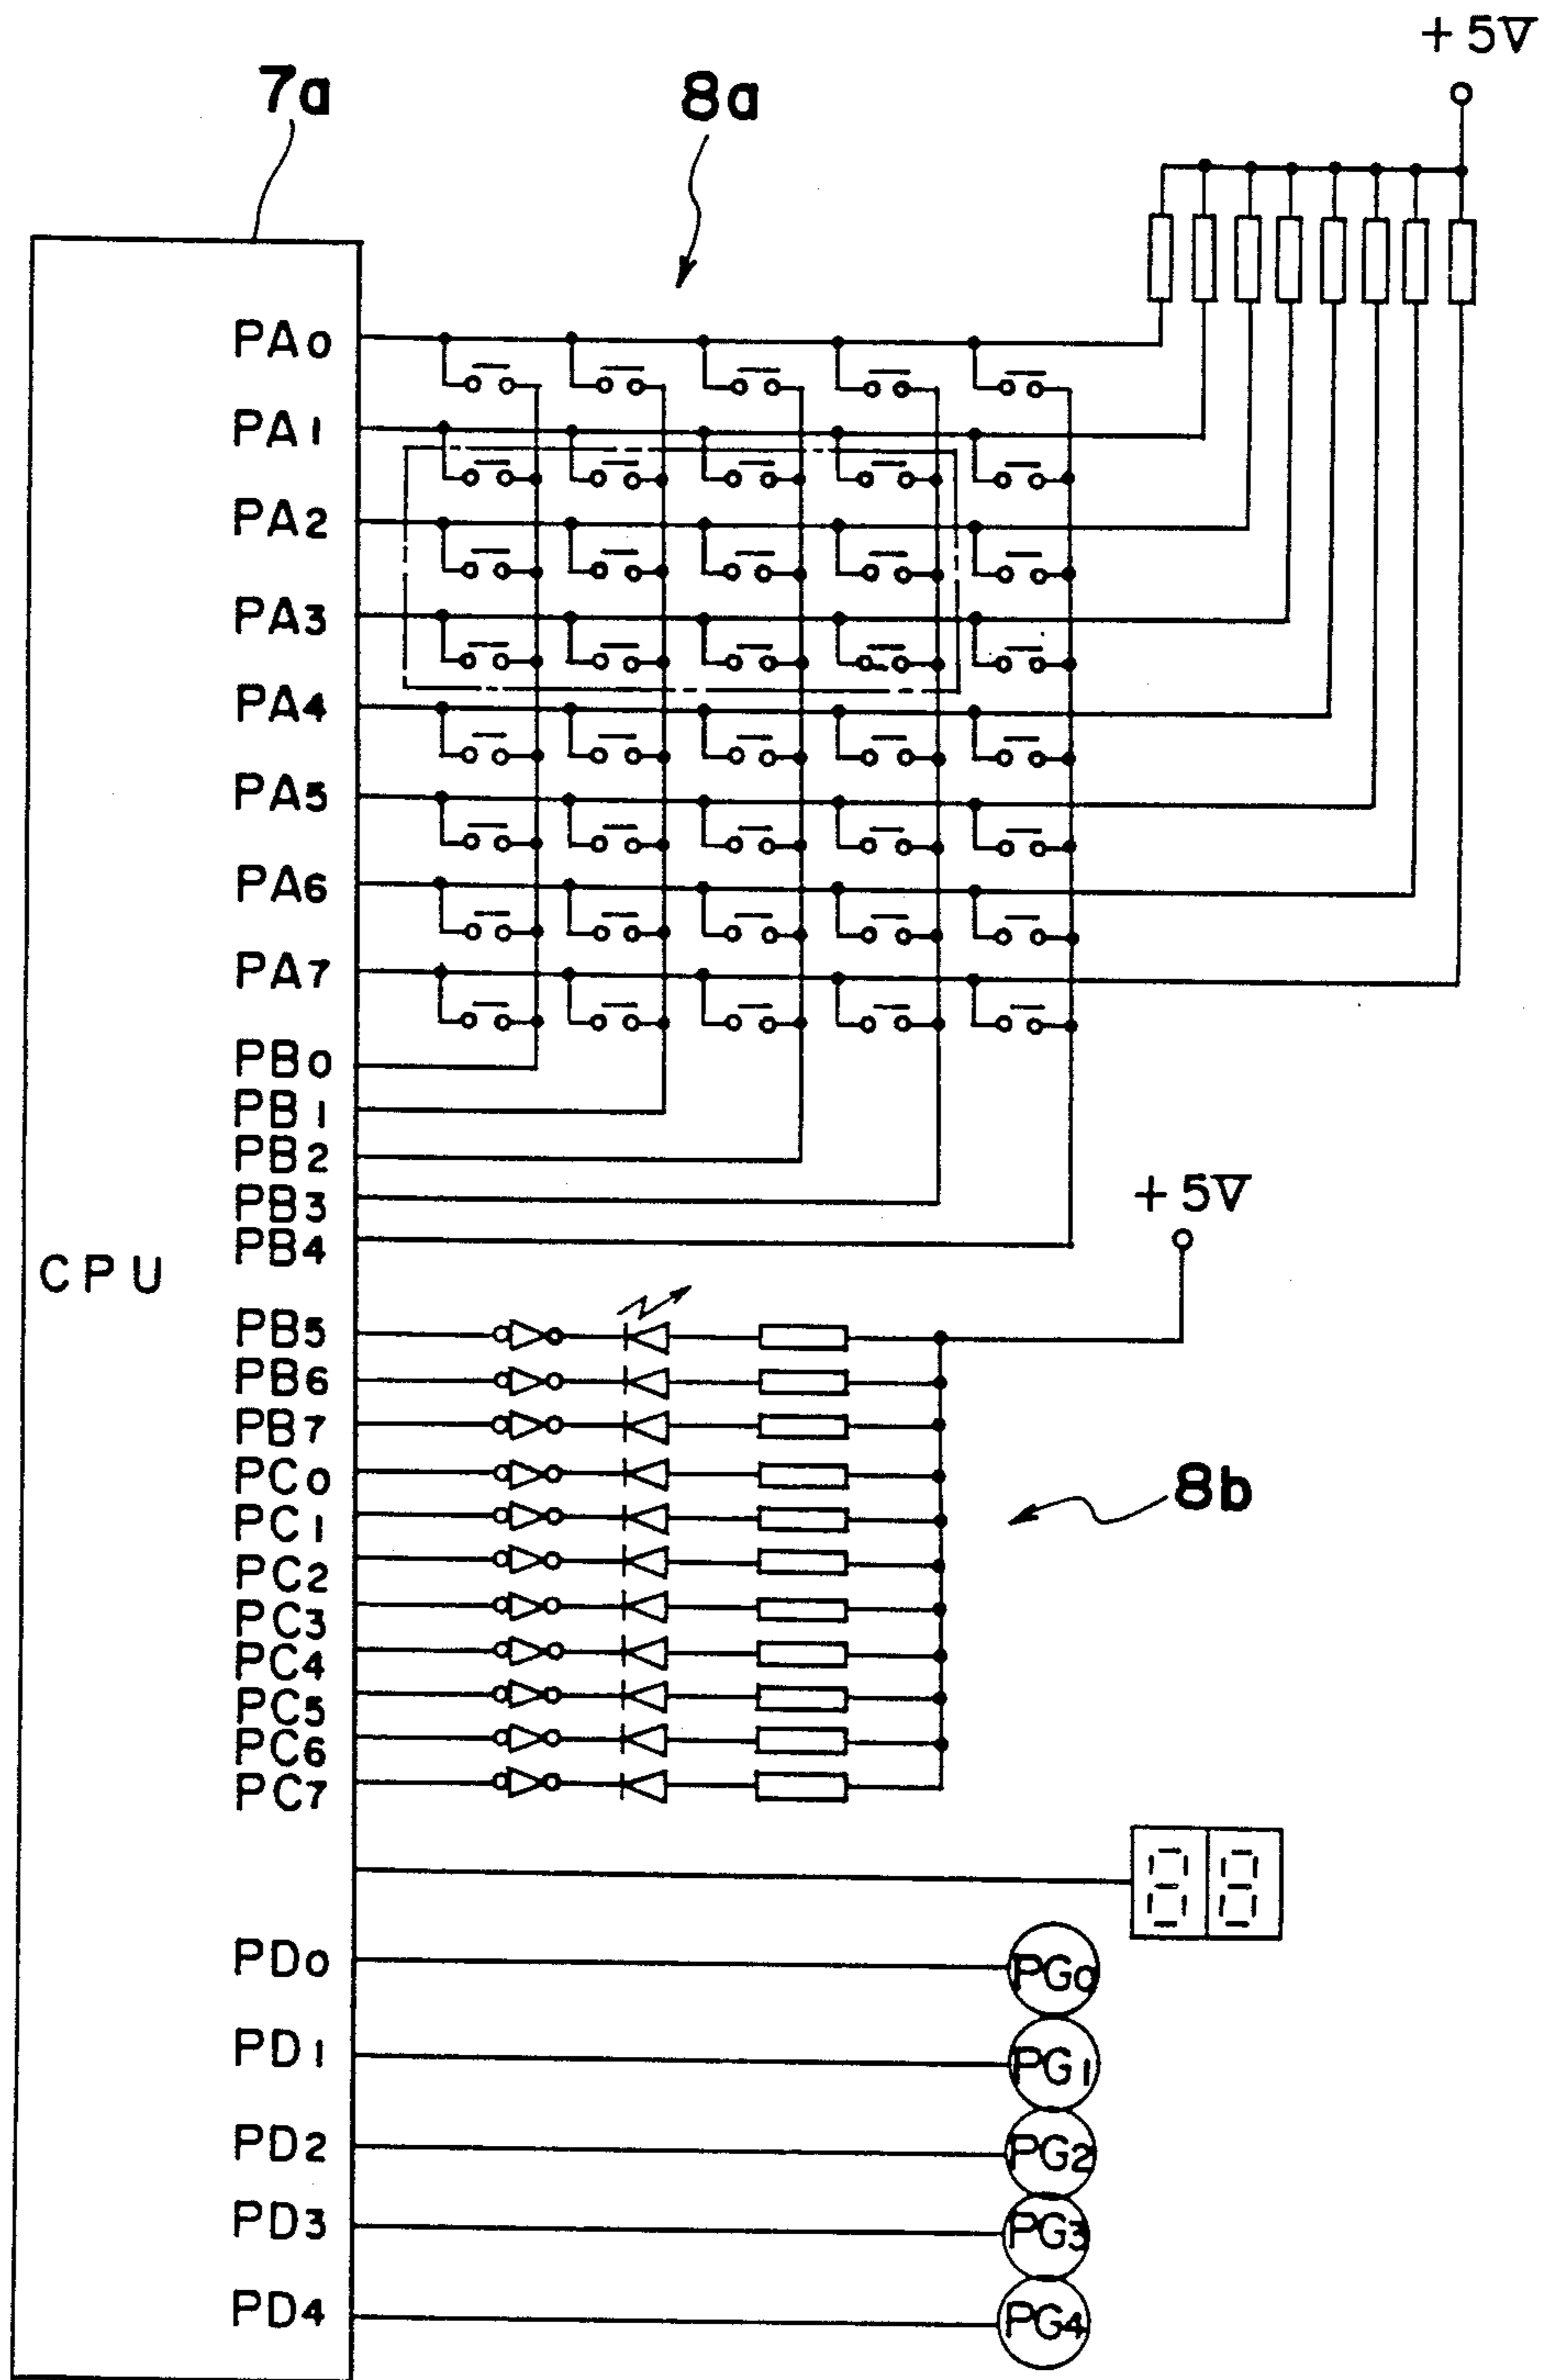 +5V
7a
8a
PA0
PA1
PA2
PA3
PA4
PA5
PA6
PA7
PB0
PB1
PB2
PB3
PB4
+5V
CPU
PB5
PB6
PB7
PC0
PC1
8b
PC2
PC3
PC4
PC5
PC6
PC7
88
PD0 PG0
PD1 PG1
PD2 PG2
PD3 PG3
PD4 PG4